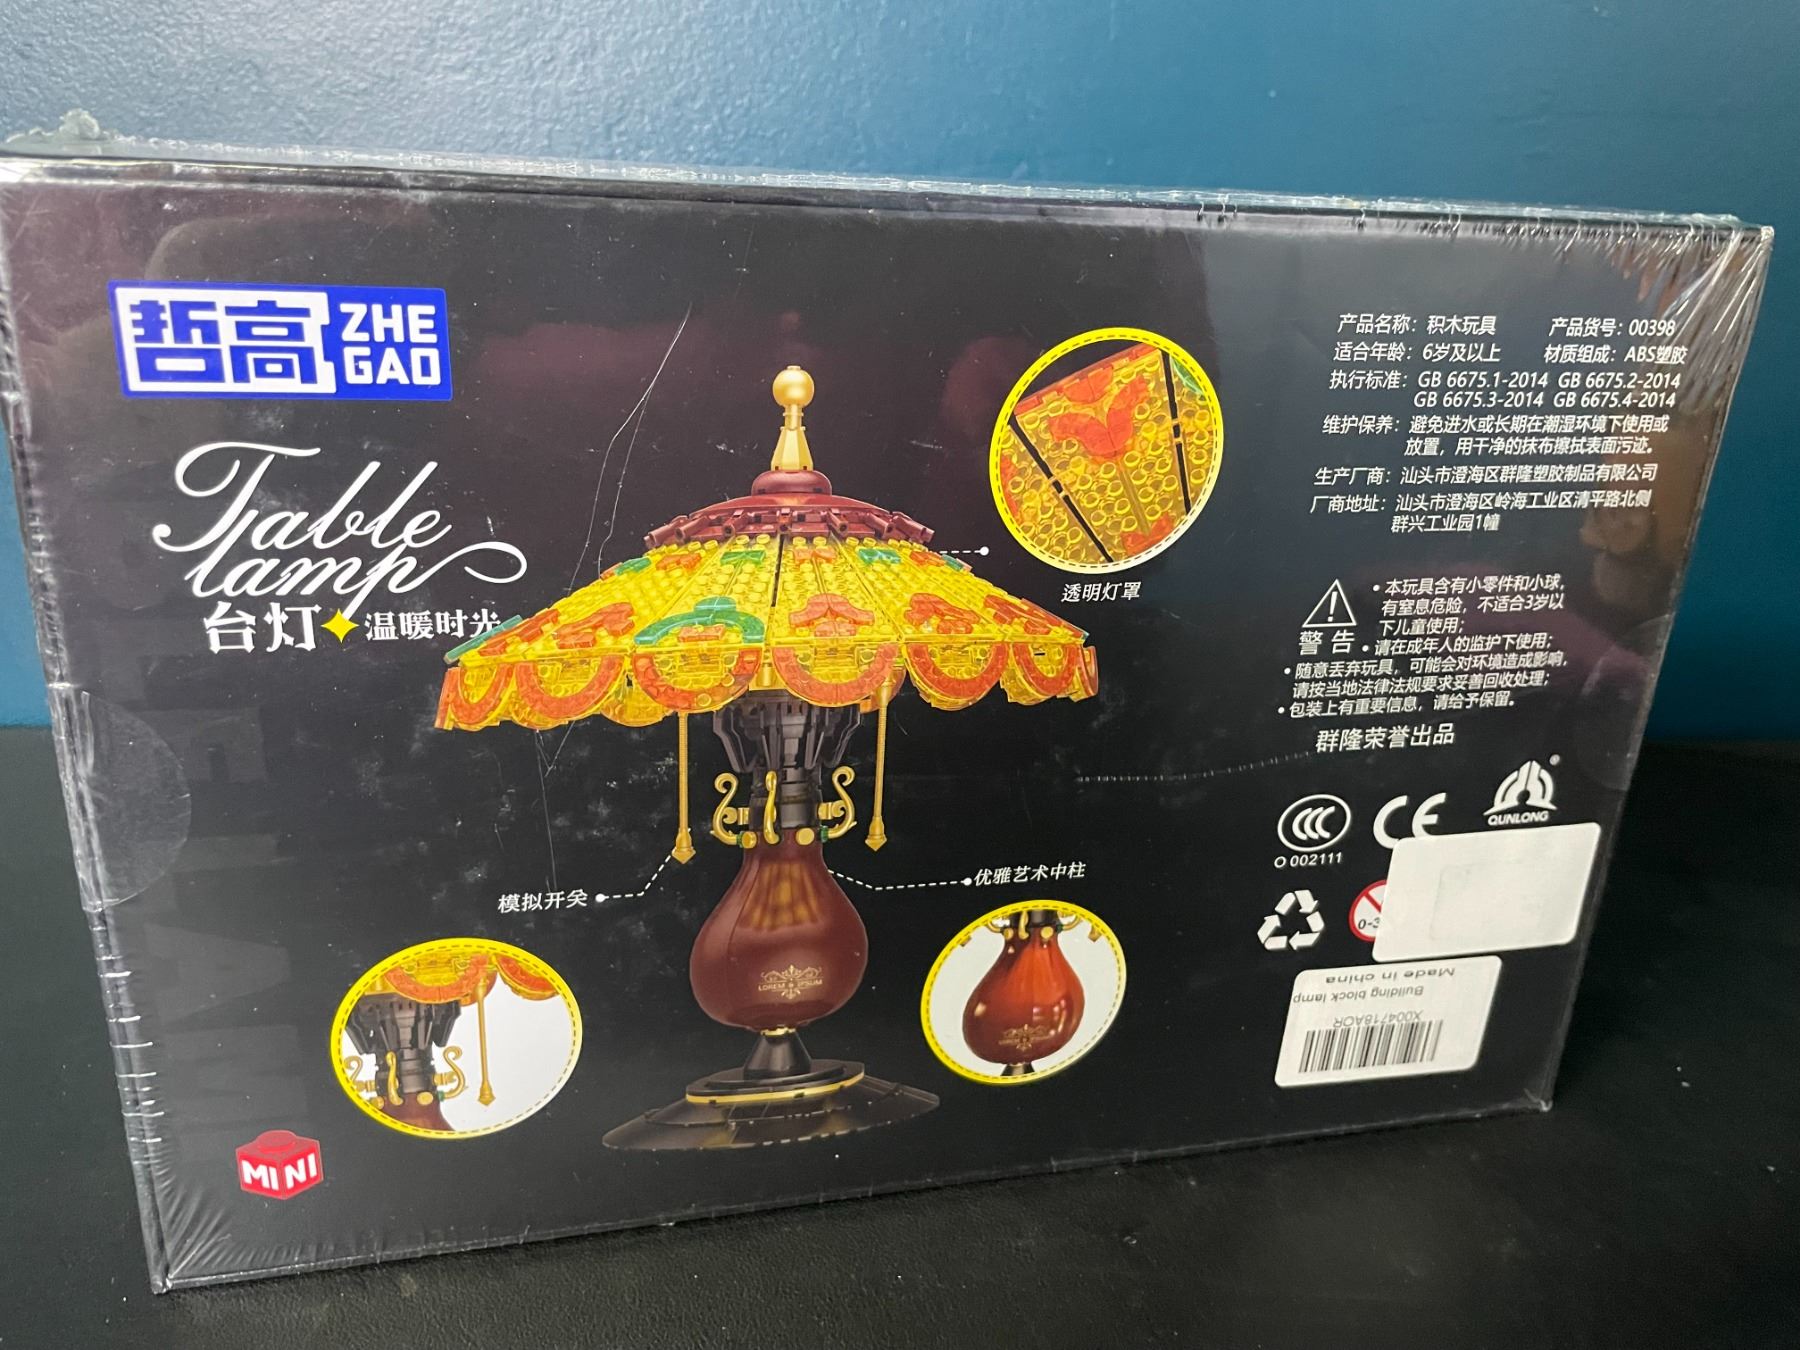 哲高 ZHE GAO
Table
lamp
台灯 温暖时光
透明灯罩
模拟开关
优雅艺术中柱
LOREM & IPSUM
LOREM & IPSUM
MINI
产品名称：积木玩具 产品货号：00398
适合年龄：6岁及以上 材质组成：ABS塑胶
执行标准：GB 6675.1-2014 GB 6675.2-2014
GB 6675.3-2014 GB 6675.4-2014
维护保养：避免进水或长期在潮湿环境下使用或
放置，用干净的抹布擦拭表面污迹。
生产厂商：汕头市澄海区群隆塑胶制品有限公司
厂商地址：汕头市澄海区岭海工业区清平路北侧
群兴工业园1幢
警告
• 本玩具含有小零件和小球，
有窒息危险，不适合3岁以
下儿童使用；
• 请在成年人的监护下使用；
• 随意丢弃玩具，可能会对环境造成影响，
请按当地法律法规要求妥善回收处理；
• 包装上有重要信息，请给予保留。
群隆荣誉出品
CCC CE QUNLONG
O 002111
0-3
Made in china
Building block lamp
X004718AQR